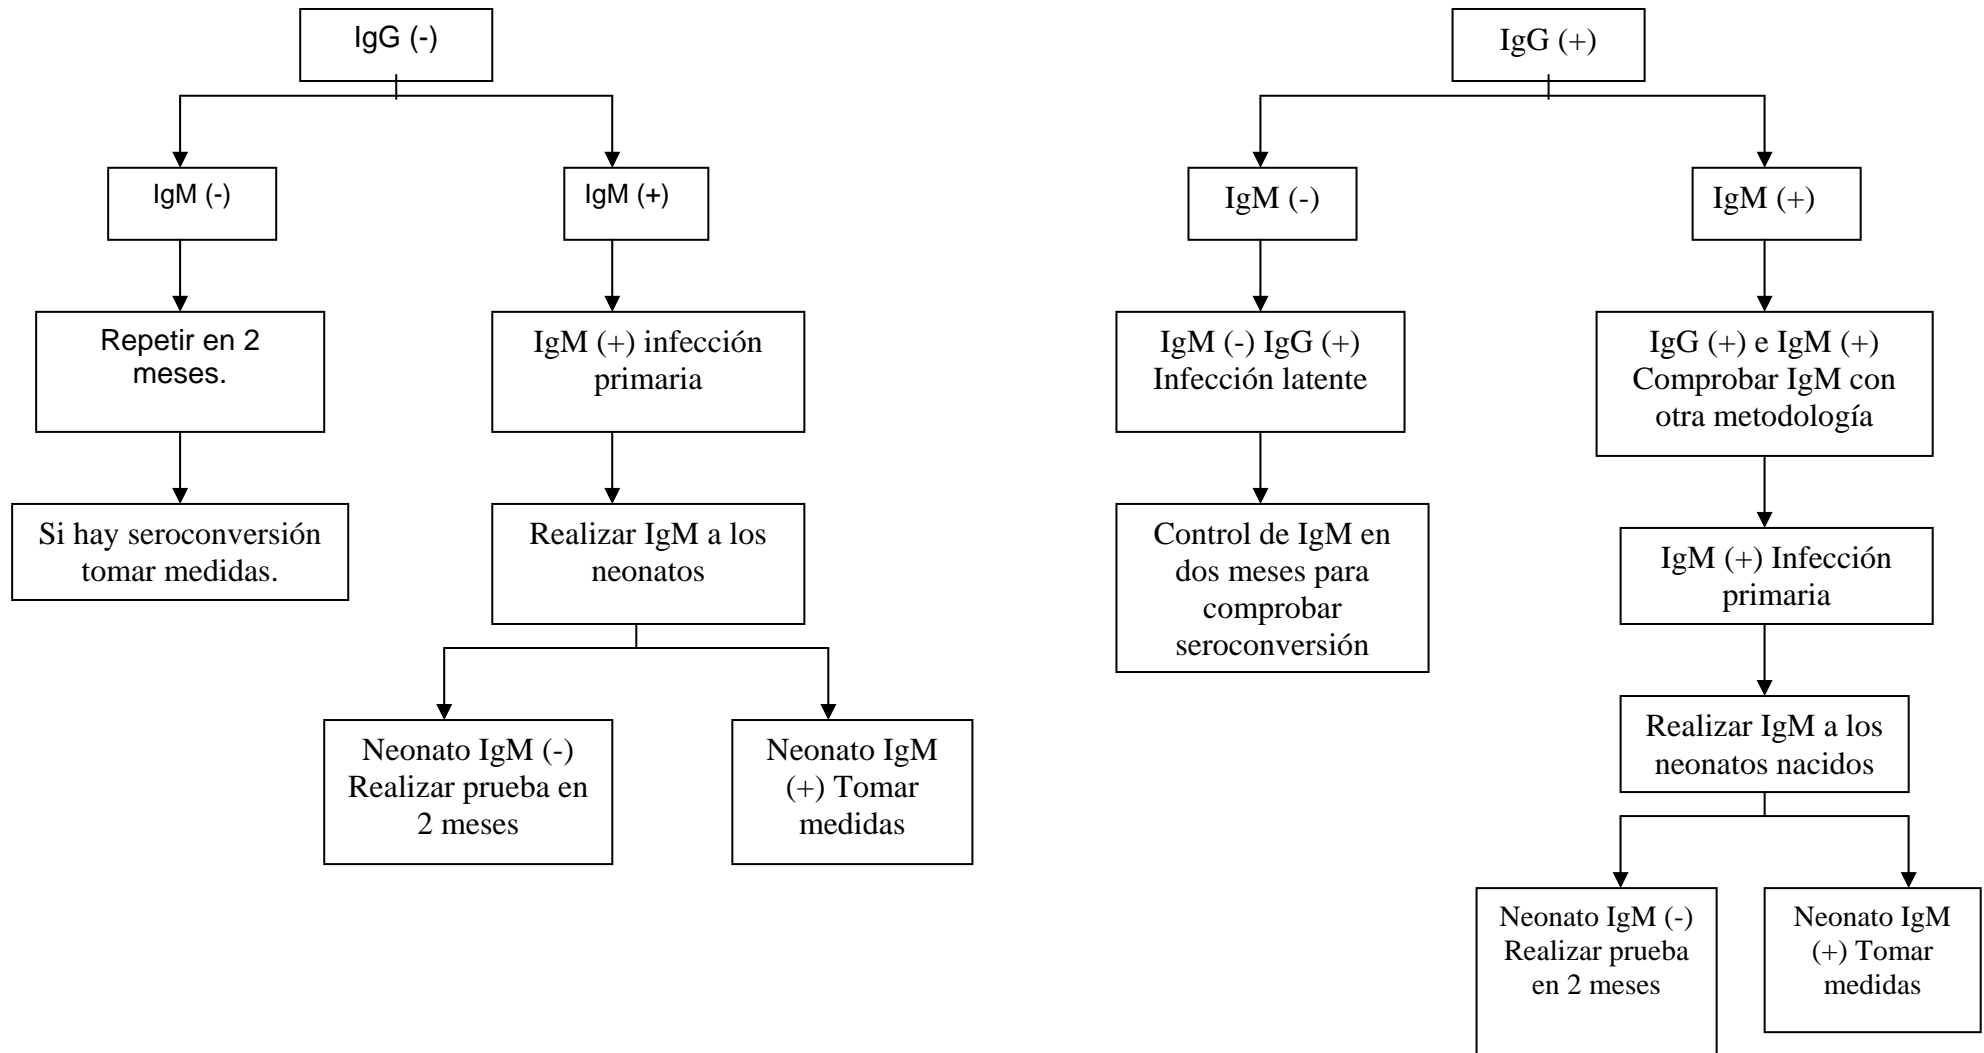 IgG (-)
IgM (-)
IgM (+)
Repetir en 2
meses.
IgM (+) infección
primaria
Si hay seroconversión
tomar medidas.
Realizar IgM a los
neonatos
Neonato IgM (-)
Realizar prueba en
2 meses
Neonato IgM
(+) Tomar
medidas
IgG (+)
IgM (-)
IgM (+)
IgM (-) IgG (+)
Infección latente
IgG (+) e IgM (+)
Comprobar IgM con
otra metodología
Control de IgM en
dos meses para
comprobar
seroconversión
IgM (+) Infección
primaria
Realizar IgM a los
neonatos nacidos
Neonato IgM (-)
Realizar prueba
en 2 meses
Neonato IgM
(+) Tomar
medidas